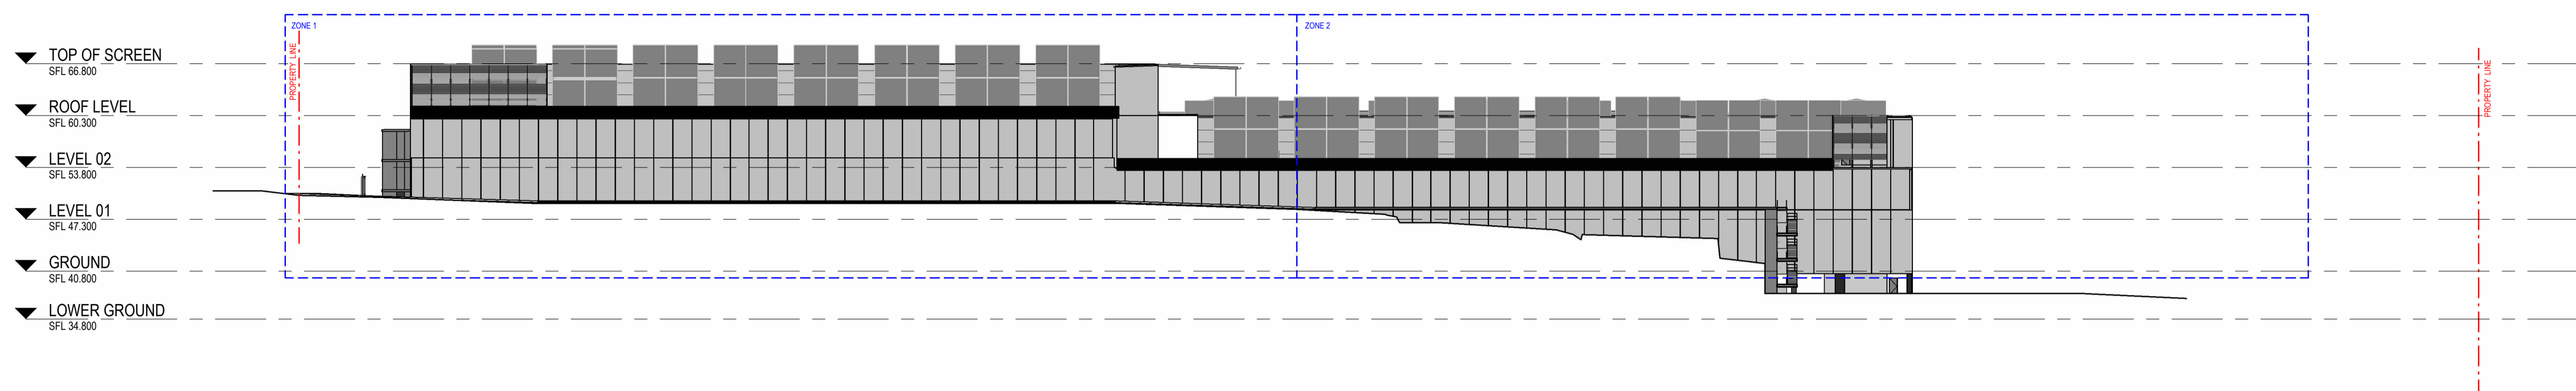 ZONE 1
ZONE 2
TOP OF SCREEN
SFL 66.800
PROPERTY LINE
PROPERTY LINE
ROOF LEVEL
SFL 60.300
LEVEL 02
SFL 53.800
LEVEL 01
SFL 47.300
GROUND
SFL 40.800
LOWER GROUND
SFL 34.800